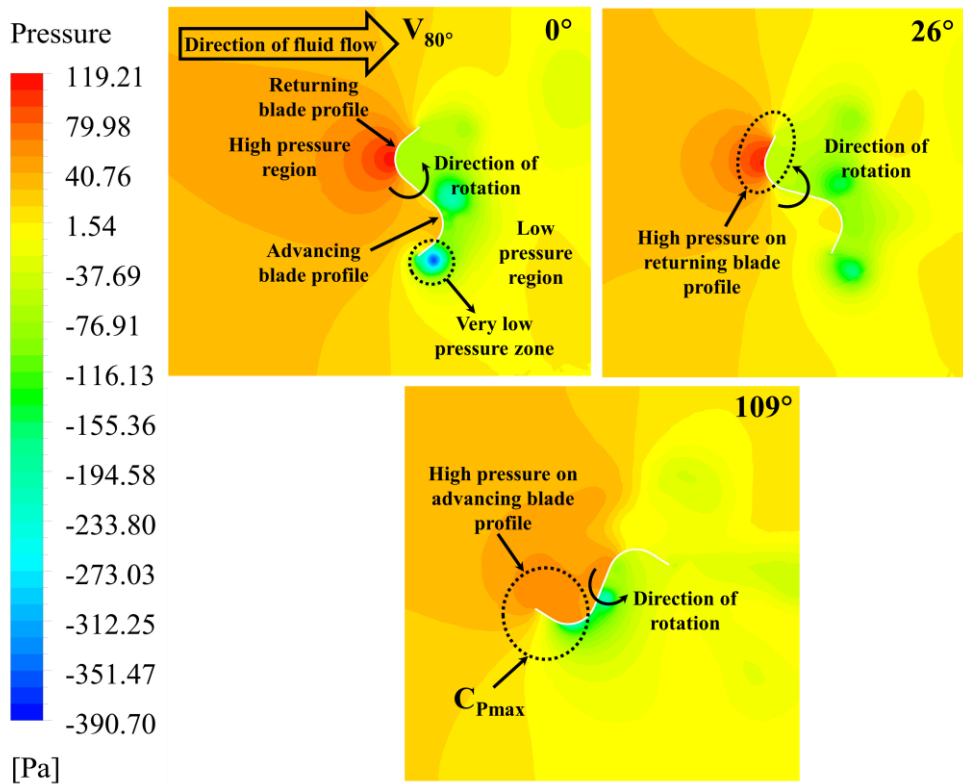 Pressure
119.21
79.98
40.76
1.54
-37.69
-76.91
-116.13
-155.36
-194.58
-233.80
-273.03
-312.25
-351.47
-390.70
[Pa]
Direction of fluid flow
V80°
0°
Returning
blade profile
High pressure
region
Direction of
rotation
Advancing
blade profile
Low
pressure
region
Very low
pressure zone
26°
Direction of
rotation
High pressure on
returning blade
profile
109°
High pressure on
advancing blade
profile
Direction of
rotation
CPmax